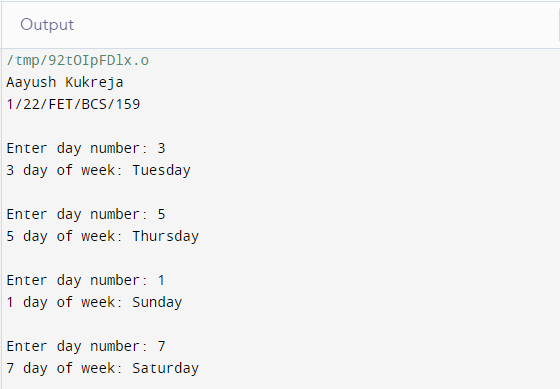 Output
/tmp/92tOIpFDlx.o
Aayush Kukreja
1/22/FET/BCS/159
Enter day number: 3
3 day of week: Tuesday
Enter day number: 5
5 day of week: Thursday
Enter day number: 1
1 day of week: Sunday
Enter day number: 7
7 day of week: Saturday